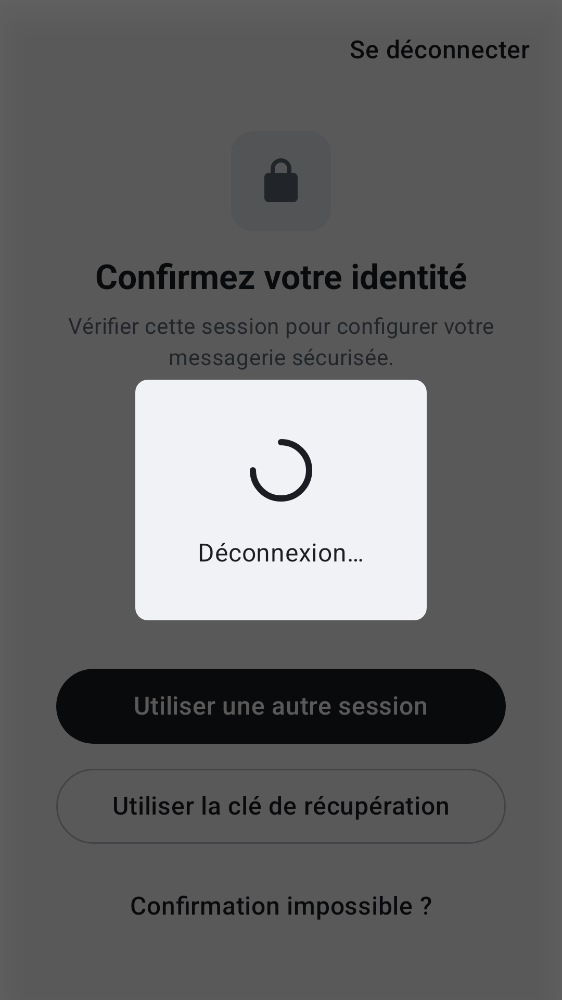 Se déconnecter
Confirmez votre identité
Vérifier cette session pour configurer votre
messagerie sécurisée.
Déconnexion…
Utiliser une autre session
Utiliser la clé de récupération
Confirmation impossible ?